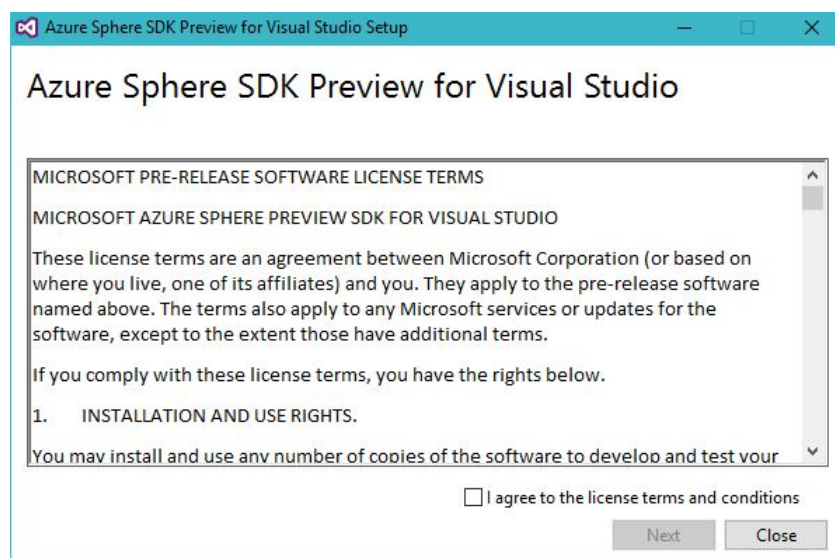 Azure Sphere SDK Preview for Visual Studio Setup
Azure Sphere SDK Preview for Visual Studio
MICROSOFT PRE-RELEASE SOFTWARE LICENSE TERMS
MICROSOFT AZURE SPHERE PREVIEW SDK FOR VISUAL STUDIO
These license terms are an agreement between Microsoft Corporation (or based on
where you live, one of its affiliates) and you. They apply to the pre-release software
named above. The terms also apply to any Microsoft services or updates for the
software, except to the extent those have additional terms.
If you comply with these license terms, you have the rights below.
1. INSTALLATION AND USE RIGHTS.
You may install and use any number of copies of the software to develop and test your
I agree to the license terms and conditions
Next Close